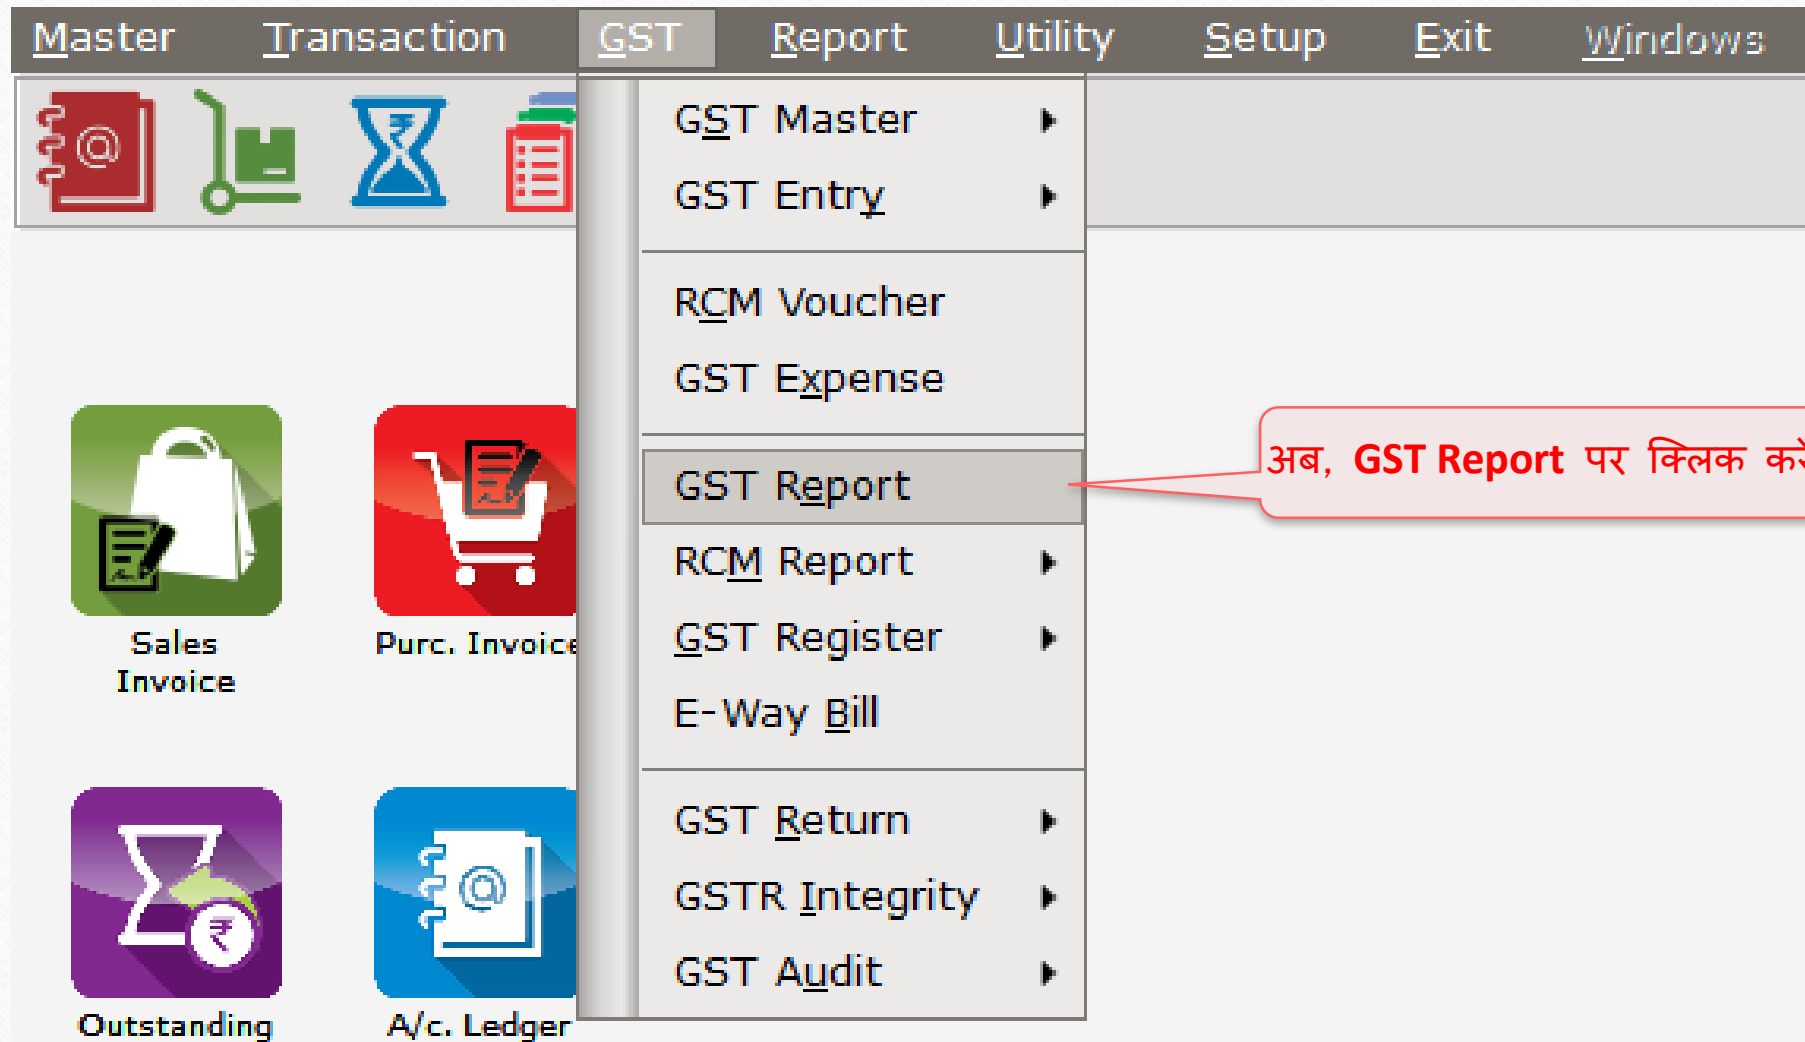 Master Transaction GST Report Utility Setup Exit Windows
GST Master
GST Entry
RCM Voucher
GST Expense
GST Report
अब, GST Report पर क्लिक करें
RCM Report
GST Register
E-Way Bill
GST Return
GSTR Integrity
GST Audit
Sales
Invoice
Purc. Invoice
Outstanding
A/c. Ledger